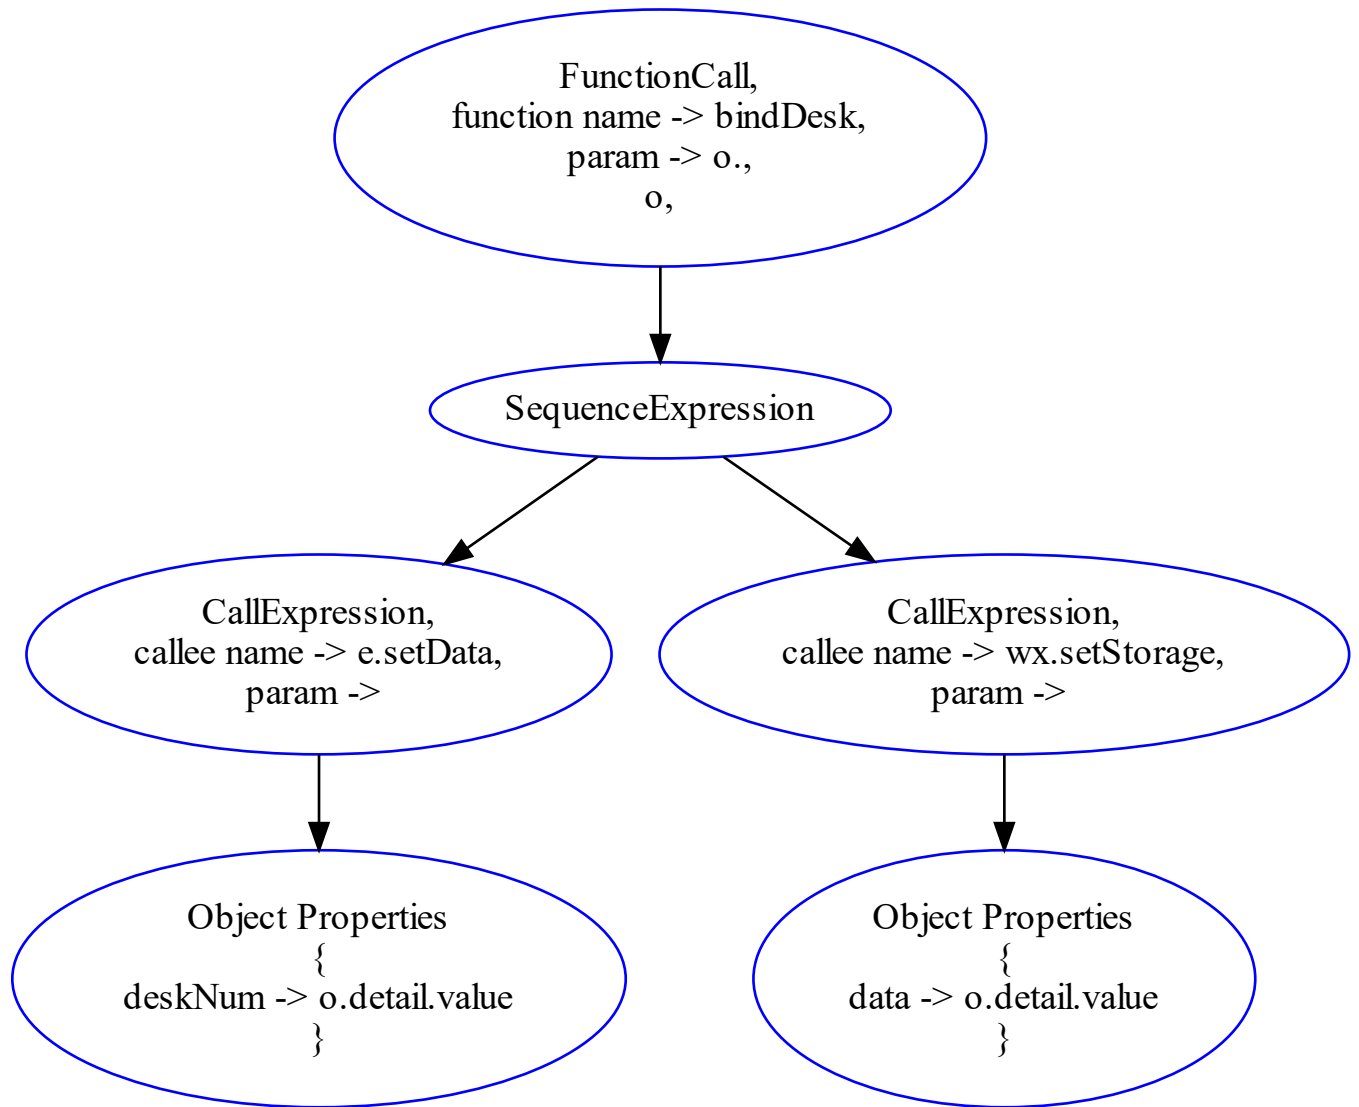 FunctionCall,
function name -> bindDesk,
param -> o.,
o,
SequenceExpression
CallExpression,
callee name -> e.setData,
param ->
CallExpression,
callee name -> wx.setStorage,
param ->
Object Properties
{
deskNum -> o.detail.value
}
Object Properties
{
data -> o.detail.value
}